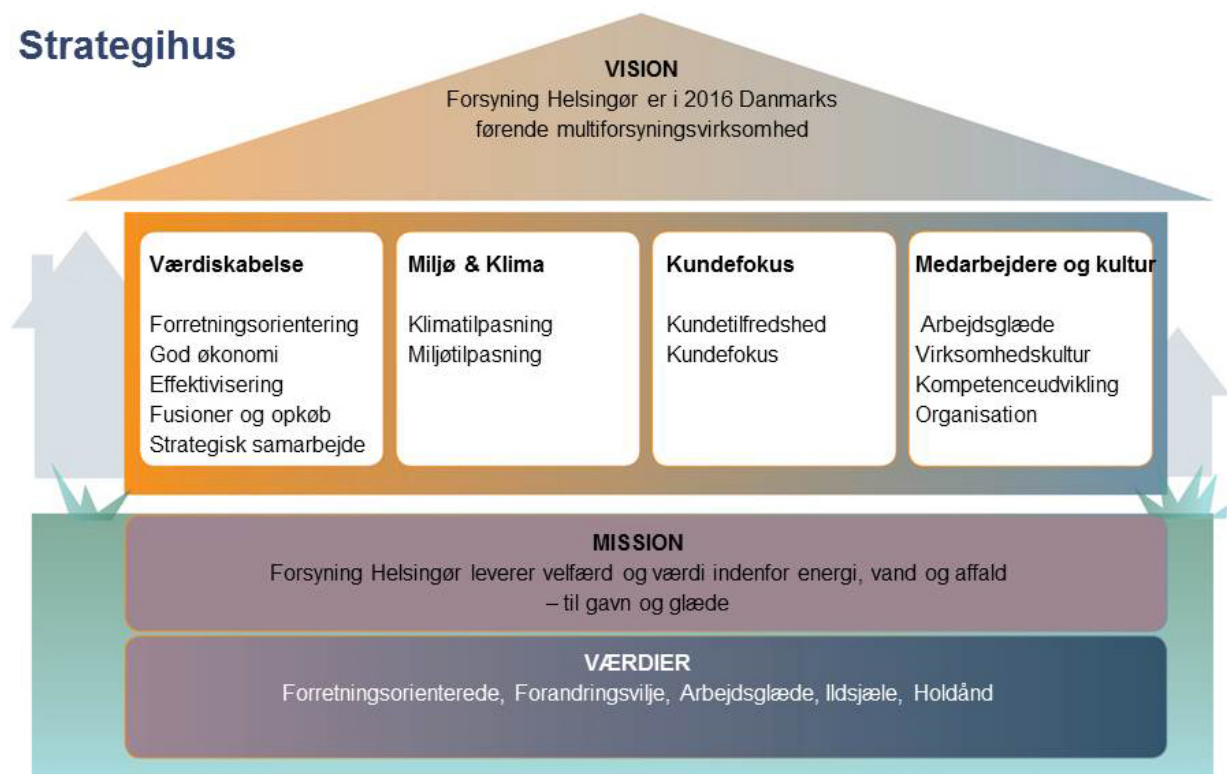 Strategihus
VISION
Forsyning Helsingør er i 2016 Danmarks
førende multiforsyningsvirksomhed
Værdiskabelse
Forretningsorientering
God økonomi
Effektivisering
Fusioner og opkøb
Strategisk samarbejde
Miljø & Klima
Klimatilpasning
Miljøtilpasning
Kundefokus
Kundetilfredshed
Kundefokus
Medarbejdere og kultur
Arbejdsglæde
Virksomhedskultur
Kompetenceudvikling
Organisation
MISSION
Forsyning Helsingør leverer velfærd og værdi indenfor energi, vand og affald
– til gavn og glæde
VÆRDIER
Forretningsorienterede, Forandringsvilje, Arbejdsglæde, Ildsjæle, Holdånd